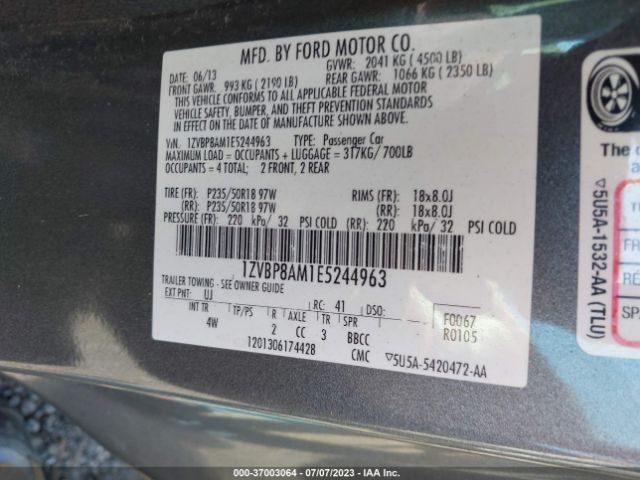 MFD. BY FORD MOTOR CO.
DATE: 06/13 GVWR: 2041 KG ( 4500 LB)
FRONT GAWR: 993 KG ( 2190 LB) REAR GAWR: 1066 KG ( 2350 LB)
THIS VEHICLE CONFORMS TO ALL APPLICABLE FEDERAL MOTOR
VEHICLE SAFETY, BUMPER, AND THEFT PREVENTION STANDARDS
IN EFFECT ON THE DATE OF MANUFACTURE SHOWN ABOVE.
VIN: 1ZVBP8AM1E5244963 TYPE: Passenger Car
MAXIMUM LOAD = OCCUPANTS + LUGGAGE = 317KG/ 700LB
OCCUPANTS = 4 TOTAL; 2 FRONT, 2 REAR
TIRE (FR): P235/50R18 97W RIMS (FR): 18x8.0J
(RR): P235/50R18 97W (RR): 18x8.0J
PRESSURE (FR): 220 kPa/ 32 PSI COLD (RR): 220 kPa/ 32 PSI COLD
1ZVBP8AM1E5244963
TRAILER TOWING - SEE OWNER GUIDE
EXT PNT: UJ RC: 41 DSO:
INT TR TP/PS R AXLE TR SPR
4W 2 CC 3 BBCC
F0067
R0105
1201306174428 CMC ▽5U5A-5420472-AA
▽5U5A-1532-AA (TLU)
The c
FR
RÉ
SPA
000-37003064 - 07/07/2023 - IAA Inc.